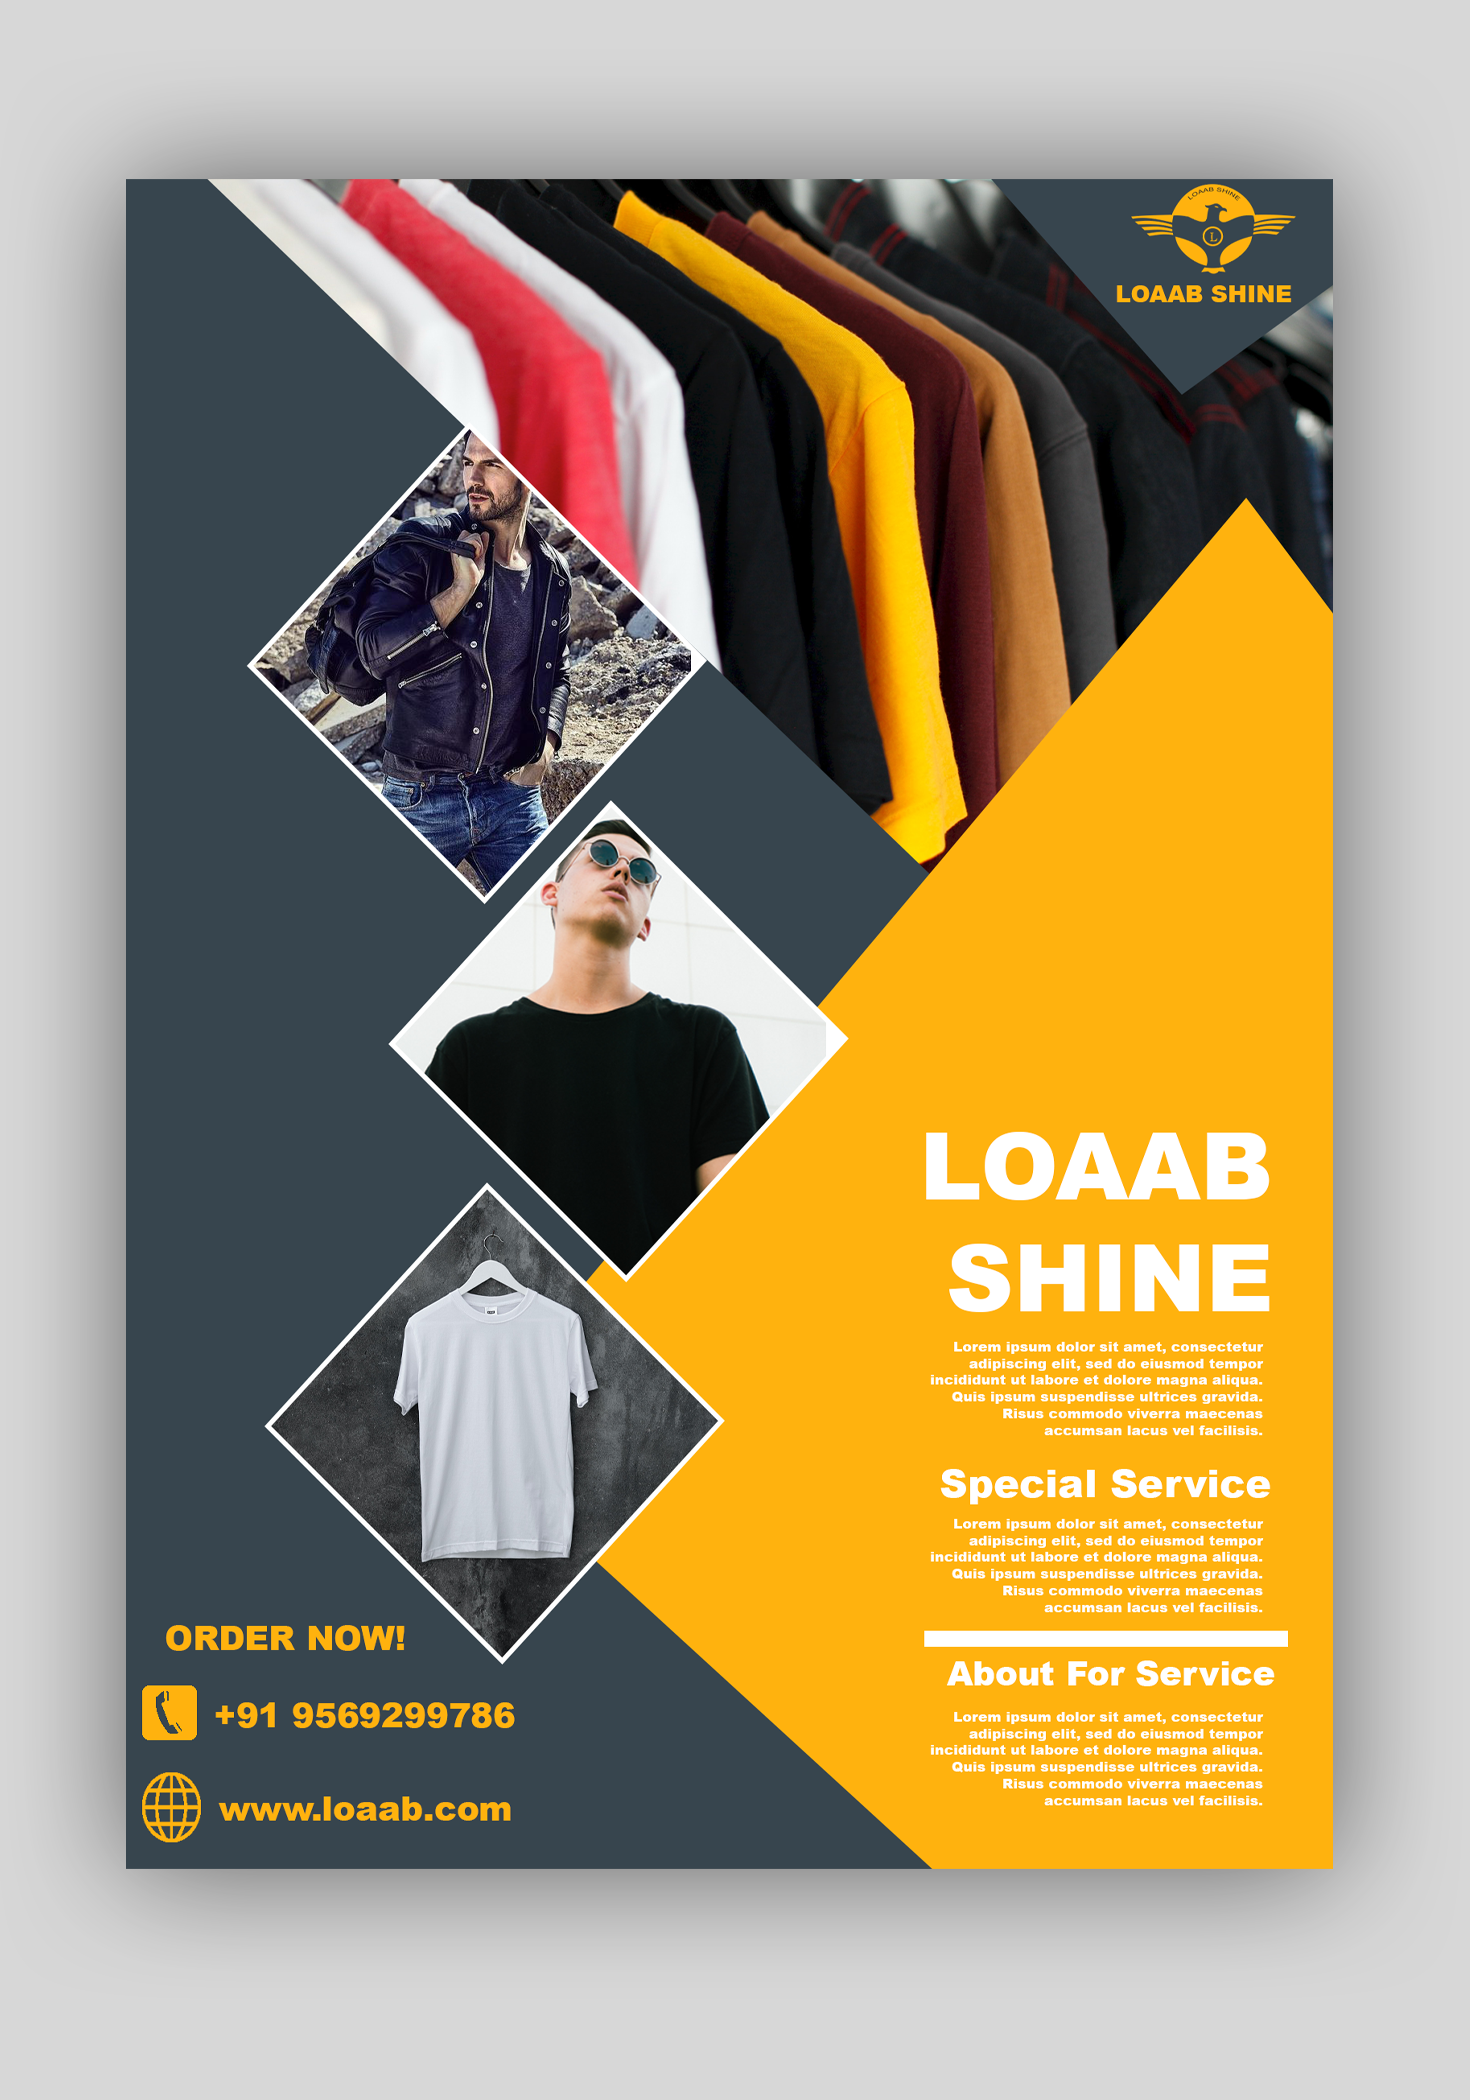 LOAAB SHINE
L
LOAAB SHINE
LOAAB
SHINE
Lorem ipsum dolor sit amet, consectetur
adipiscing elit, sed do eiusmod tempor
incididunt ut labore et dolore magna aliqua.
Quis ipsum suspendisse ultrices gravida.
Risus commodo viverra maecenas
accumsan lacus vel facilisis.
Special Service
Lorem ipsum dolor sit amet, consectetur
adipiscing elit, sed do eiusmod tempor
incididunt ut labore et dolore magna aliqua.
Quis ipsum suspendisse ultrices gravida.
Risus commodo viverra maecenas
accumsan lacus vel facilisis.
About For Service
Lorem ipsum dolor sit amet, consectetur
adipiscing elit, sed do eiusmod tempor
incididunt ut labore et dolore magna aliqua.
Quis ipsum suspendisse ultrices gravida.
Risus commodo viverra maecenas
accumsan lacus vel facilisis.
ORDER NOW!
+91 9569299786
www.loaab.com